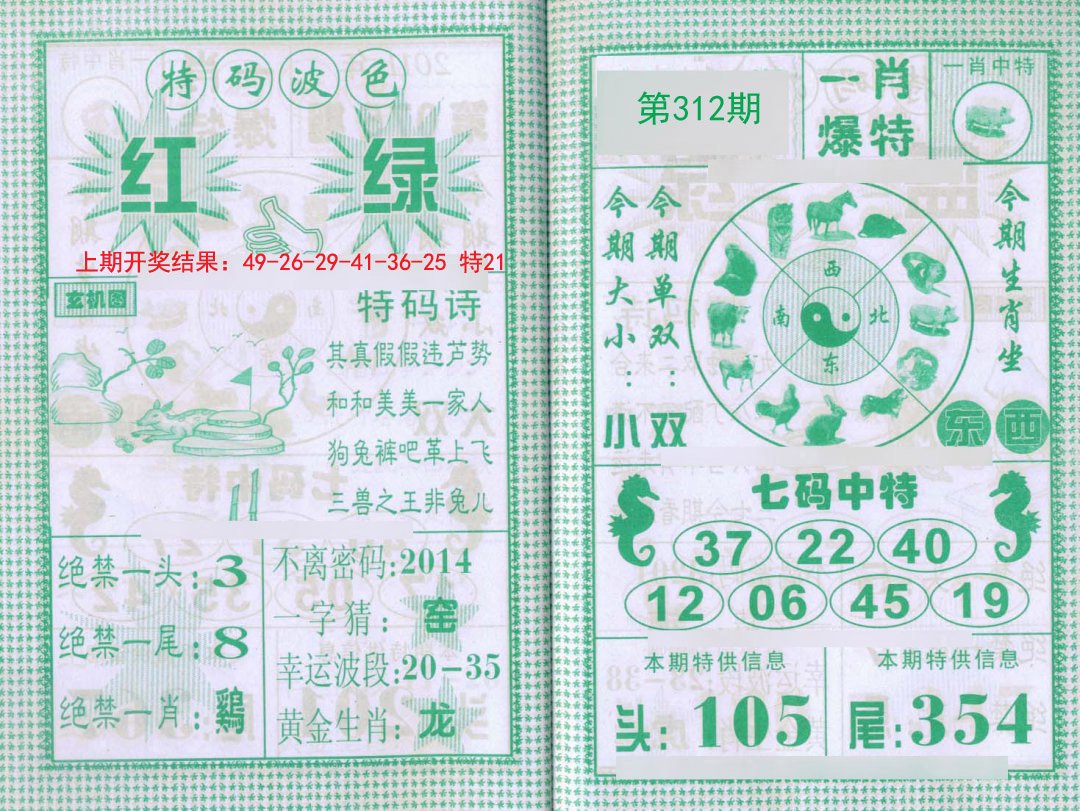 特码波色
红 绿
上期开奖结果：49-26-29-41-36-25 特21
玄机图
特码诗
其真假假违芦势
和和美美一家人
狗兔裤吧革上飞
三兽之王非兔儿
绝禁一头:3
绝禁一尾:8
绝禁一肖:鷄
不离密码:2014
一字猜：窑
幸运波段:20-35
黄金生肖:龙
第312期
一肖
爆特
一肖中特
今期大小：小
今期单双：双
西
南 北
东
今期生肖坐
东西
七码中特
37 22 40
12 06 45 19
本期特供信息
头:105
本期特供信息
尾:354